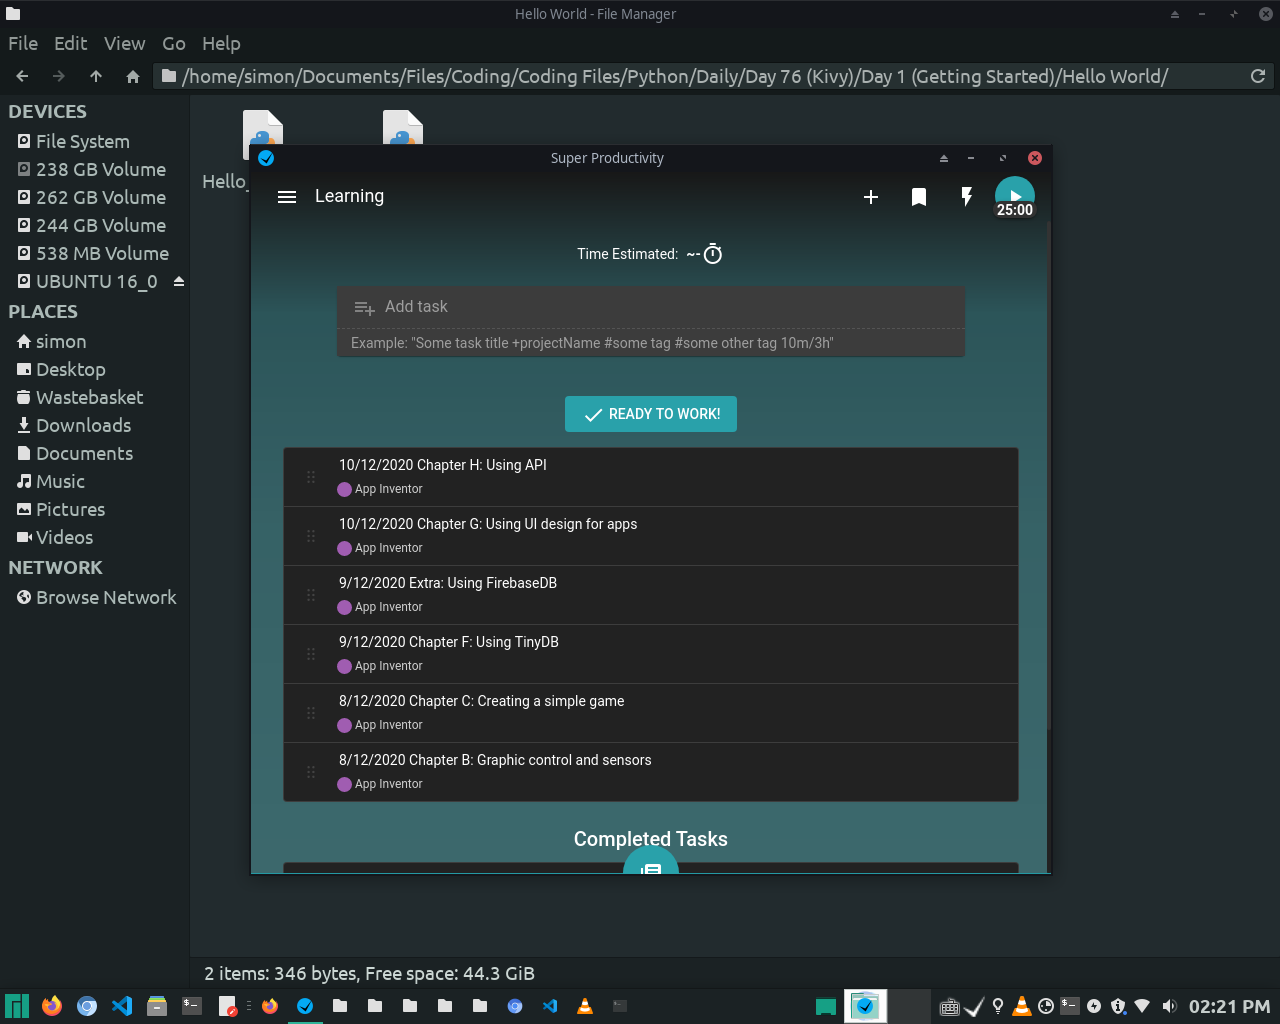 Hello World - File Manager
File Edit View Go Help
/home/simon/Documents/Files/Coding/Coding Files/Python/Daily/Day 76 (Kivy)/Day 1 (Getting Started)/Hello World/
DEVICES
File System
238 GB Volume
262 GB Volume
244 GB Volume
538 MB Volume
UBUNTU 16_0
PLACES
simon
Desktop
Wastebasket
Downloads
Documents
Music
Pictures
Videos
NETWORK
Browse Network
Hello_
Super Productivity
Learning
25:00
Time Estimated: ~-
Add task
Example: "Some task title +projectName #some tag #some other tag 10m/3h"
READY TO WORK!
10/12/2020 Chapter H: Using API
App Inventor
10/12/2020 Chapter G: Using UI design for apps
App Inventor
9/12/2020 Extra: Using FirebaseDB
App Inventor
9/12/2020 Chapter F: Using TinyDB
App Inventor
8/12/2020 Chapter C: Creating a simple game
App Inventor
8/12/2020 Chapter B: Graphic control and sensors
App Inventor
Completed Tasks
2 items: 346 bytes, Free space: 44.3 GiB
02:21 PM